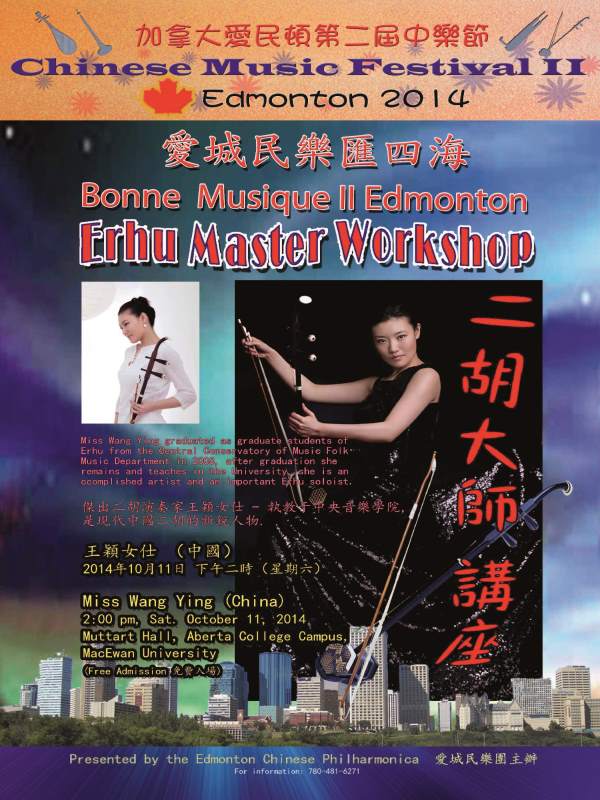 加拿大愛民頓第二屆中樂節
Chinese Music Festival II
Edmonton 2014
愛城民樂匯四海
Bonne Musique II Edmonton
Erhu Master Workshop
二胡大師講座
Miss Wang Ying graduated as graduate students of
Erhu from the Central Conservatory of Music Folk
Music Department in 2005, after graduation she
remains and teaches in the University, she is an
accomplished artist and an important Erhu soloist.
傑出二胡演奏家王穎女仕 - 執教于中央音樂學院,
是現代中國二胡的新銳人物.
王穎女仕 (中國)
2014年10月11日 下午二時 (星期六)
Miss Wang Ying (China)
2:00 pm, Sat. October 11, 2014
Muttart Hall, Aberta College Campus,
MacEwan University
(Free Admission 免費入場)
Presented by the Edmonton Chinese Philharmonica 愛城民樂團主辦
For information: 780-481-6271